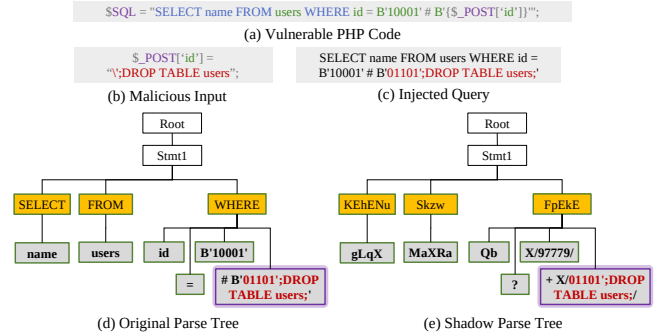 $SQL = "SELECT name FROM users WHERE id = B'10001' # B'{$_POST[‘id’]}'";
(a) Vulnerable PHP Code
$_POST[‘id’] =
“\';DROP TABLE users”;
(b) Malicious Input
SELECT name FROM users WHERE id =
B'10001' # B'01101';DROP TABLE users;'
(c) Injected Query
Root
Stmt1
SELECT FROM WHERE
name users id B'10001'
=
# B'01101';DROP
TABLE users;'
(d) Original Parse Tree
Root
Stmt1
KEhENu Skzw FpEkE
gLqX MaXRa Qb X/97779/
?
+ X/01101';DROP
TABLE users;/
(e) Shadow Parse Tree